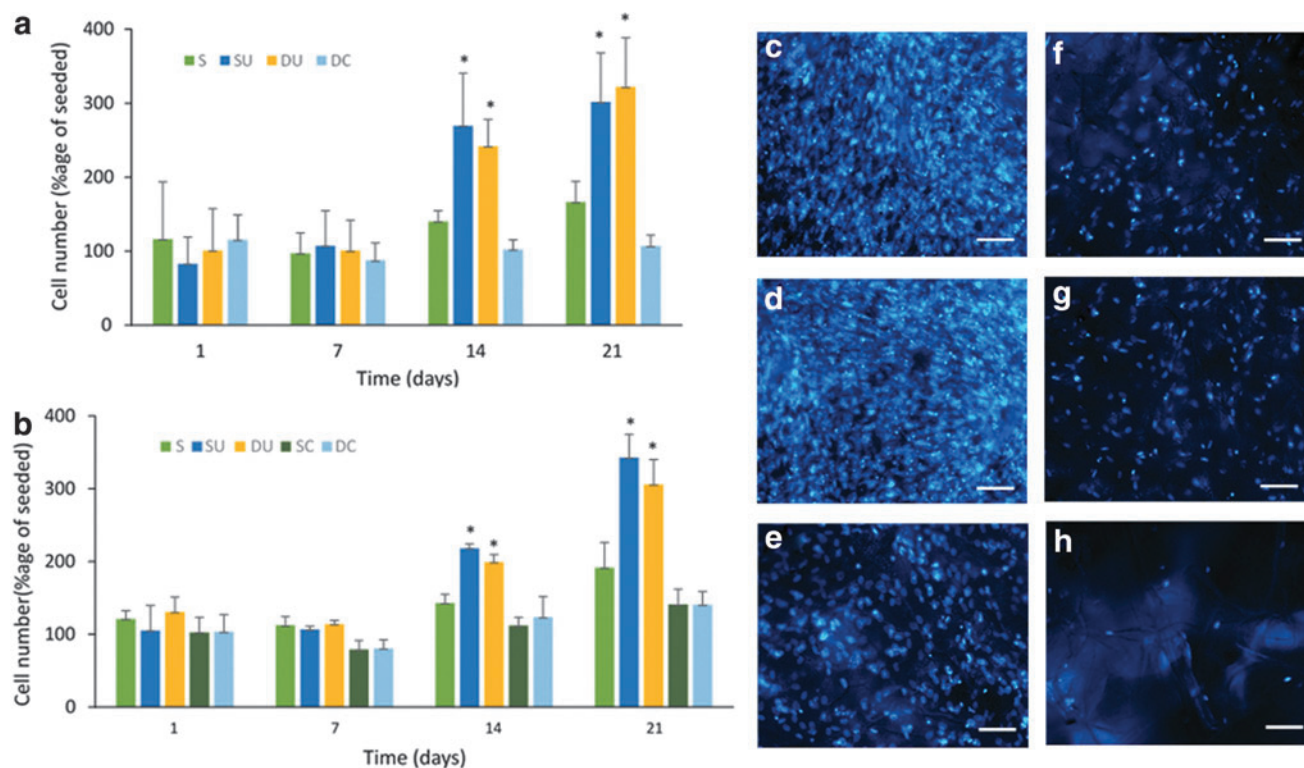 a
Cell number (%age of seeded)
400
300
200
100
0
S SU DU DC
* * * *
1 7 14 21
Time (days)
b
Cell number(%age of seeded)
400
300
200
100
0
S SU DU SC DC
* * * *
1 7 14 21
Time (days)
c
f
d
g
e
h